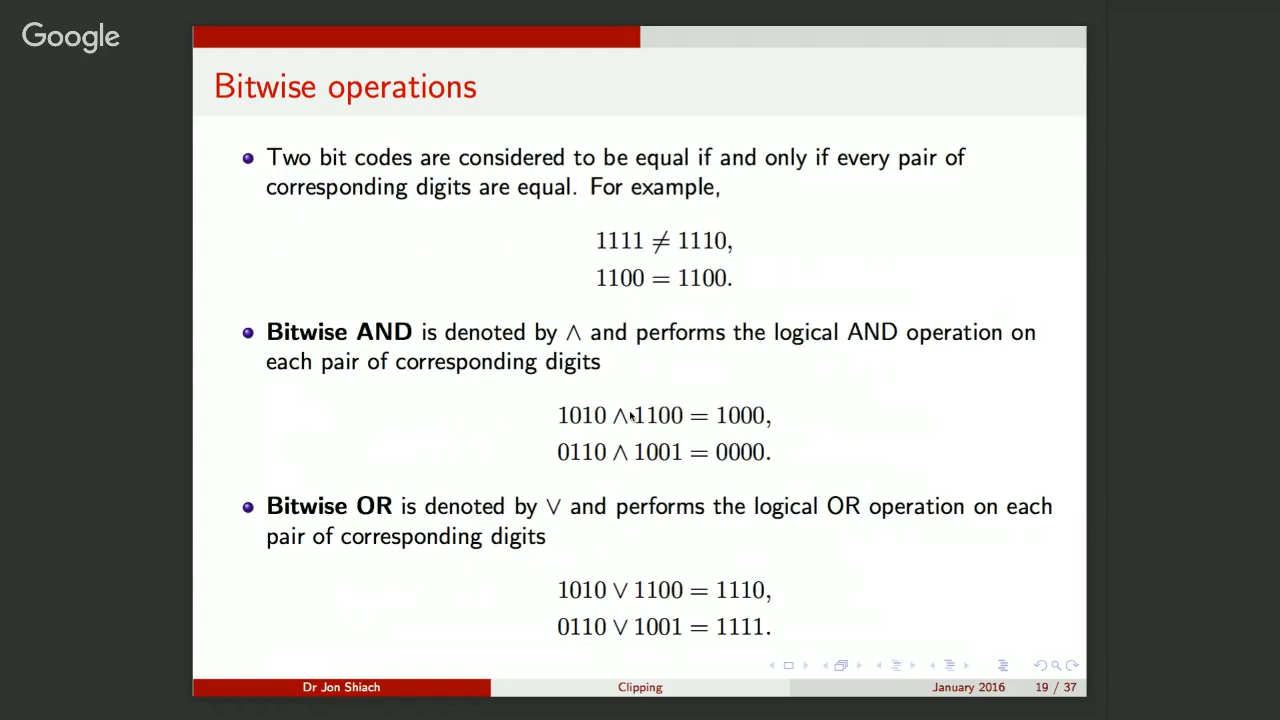 Google
Bitwise operations
Two bit codes are considered to be equal if and only if every pair of
corresponding digits are equal. For example,
1111 ≠ 1110,
1100 = 1100.
Bitwise AND is denoted by ∧ and performs the logical AND operation on
each pair of corresponding digits
1010 ∧ 1100 = 1000,
0110 ∧ 1001 = 0000.
Bitwise OR is denoted by ∨ and performs the logical OR operation on each
pair of corresponding digits
1010 ∨ 1100 = 1110,
0110 ∨ 1001 = 1111.
Dr Jon Shiach Clipping January 2016 19 / 37